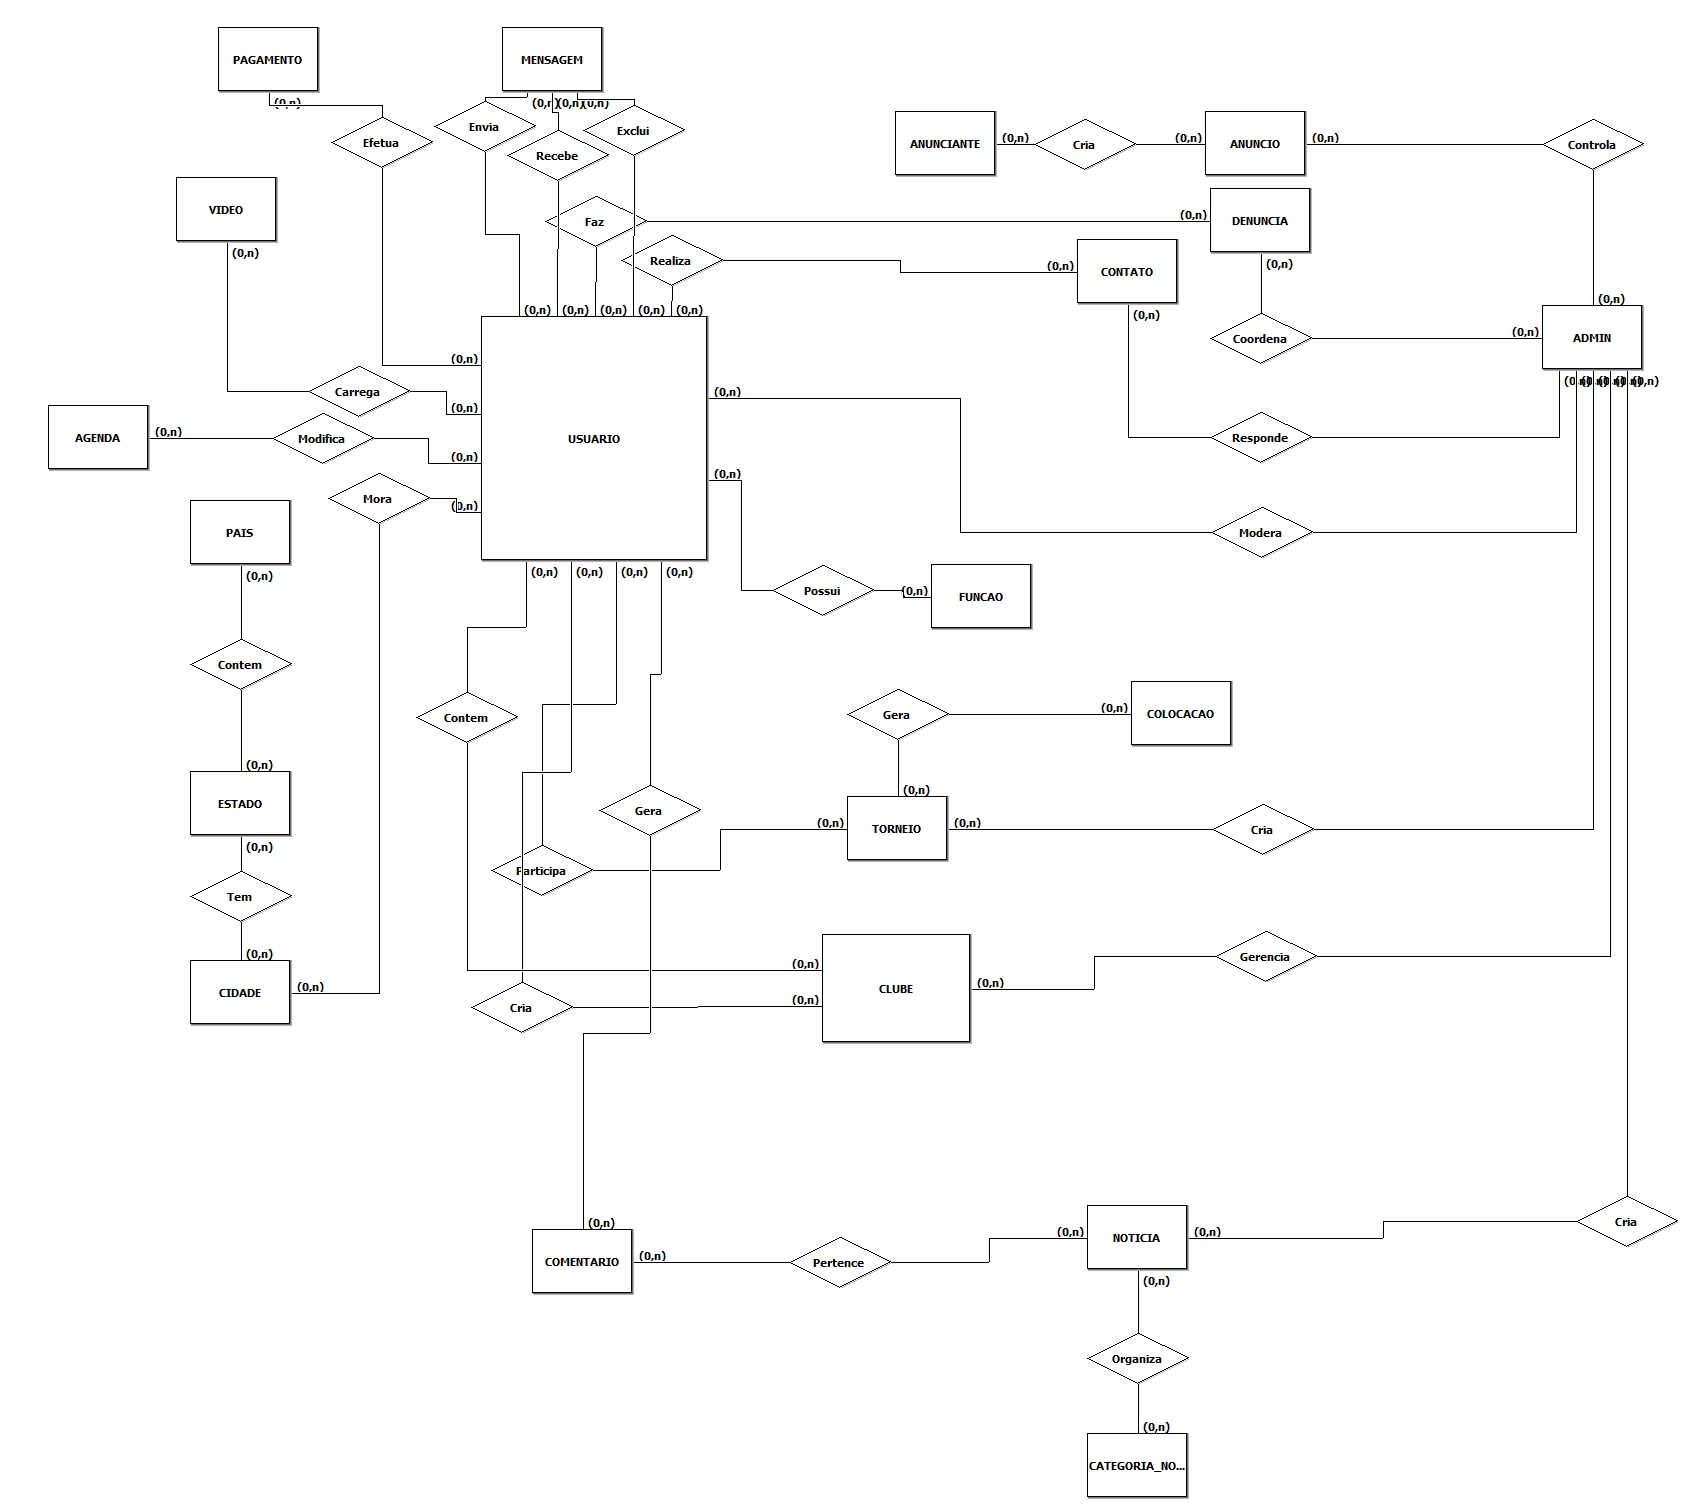 PAGAMENTO
MENSAGEM
(0,n)
(0,n)
(0,n)
(0,n)
Envia
Exclui
Efetua
Recebe
ANUNCIANTE
(0,n)
Cria
(0,n)
ANUNCIO
(0,n)
Controla
VIDEO
(0,n)
Faz
(0,n)
DENUNCIA
(0,n)
Realiza
(0,n)
CONTATO
(0,n)
(0,n)
(0,n)
(0,n)
(0,n)
(0,n)
(0,n)
(0,n)
Coordena
(0,n)
ADMIN
(0,n)
Carrega
(0,n)
(0,n)
(0,n)
AGENDA
(0,n)
Modifica
(0,n)
USUARIO
Responde
(0,n)
Mora
(0,n)
PAIS
(0,n)
Modera
(0,n)
(0,n)
(0,n)
(0,n)
Possui
(0,n)
FUNCAO
Contem
Contem
Gera
(0,n)
COLOCACAO
(0,n)
ESTADO
(0,n)
Gera
(0,n)
(0,n)
TORNEIO
(0,n)
Cria
Participa
Tem
(0,n)
CIDADE
(0,n)
(0,n)
(0,n)
CLUBE
(0,n)
Gerencia
Cria
(0,n)
COMENTARIO
(0,n)
Pertence
(0,n)
NOTICIA
(0,n)
Cria
(0,n)
Organiza
(0,n)
CATEGORIA_NO...